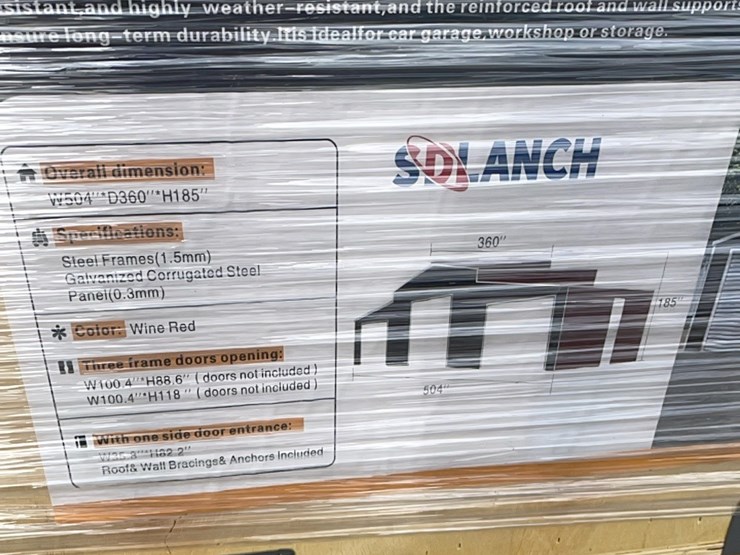 sistant,and highly weather-resistant,and the reinforced roof and wall supports
nsure long-term durability.Itis idealfor car garage,workshop or storage.
SDLANCH
Overall dimension:
W504"*D360"*H185"
Specifications:
Steel Frames(1.5mm)
Galvanized Corrugated Steel
Panel(0.3mm)
Color: Wine Red
Three frame doors opening:
W100.4"*H88.6" ( doors not included )
W100.4"*H118 " ( doors not included )
With one side door entrance:
Roof& Wall Bracings& Anchors Included
360"
185"
504"